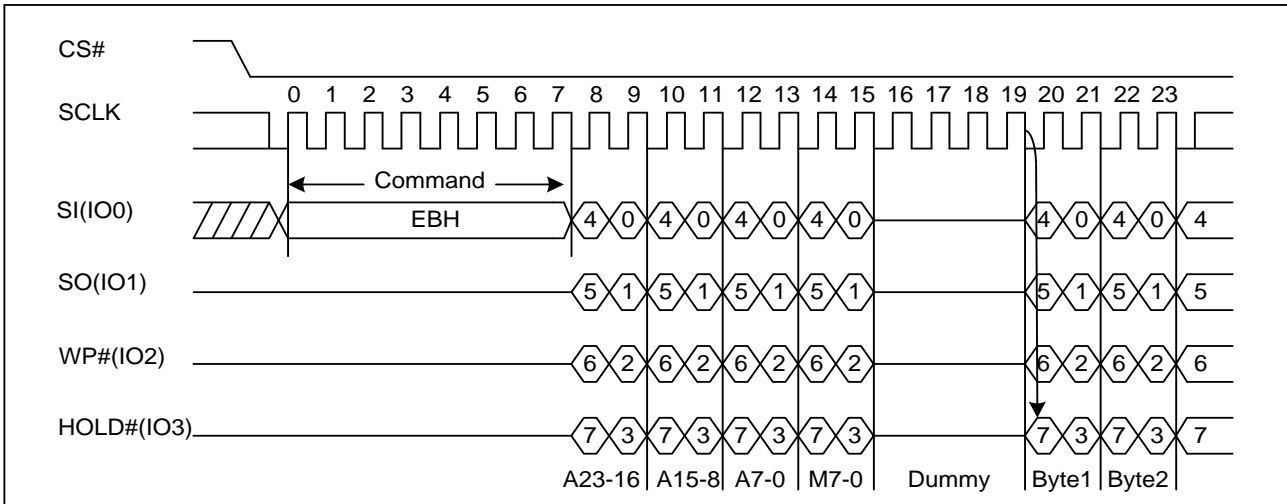 CS#
0 1 2 3 4 5 6 7 8 9 10 11 12 13 14 15 16 17 18 19 20 21 22 23
SCLK
Command
SI(IO0) EBH 4 0 4 0 4 0 4 0 4 0 4 0 4
SO(IO1) 5 1 5 1 5 1 5 1 5 1 5 1 5
WP#(IO2) 6 2 6 2 6 2 6 2 6 2 6 2 6
HOLD#(IO3) 7 3 7 3 7 3 7 3 7 3 7 3 7
A23-16 A15-8 A7-0 M7-0 Dummy Byte1 Byte2